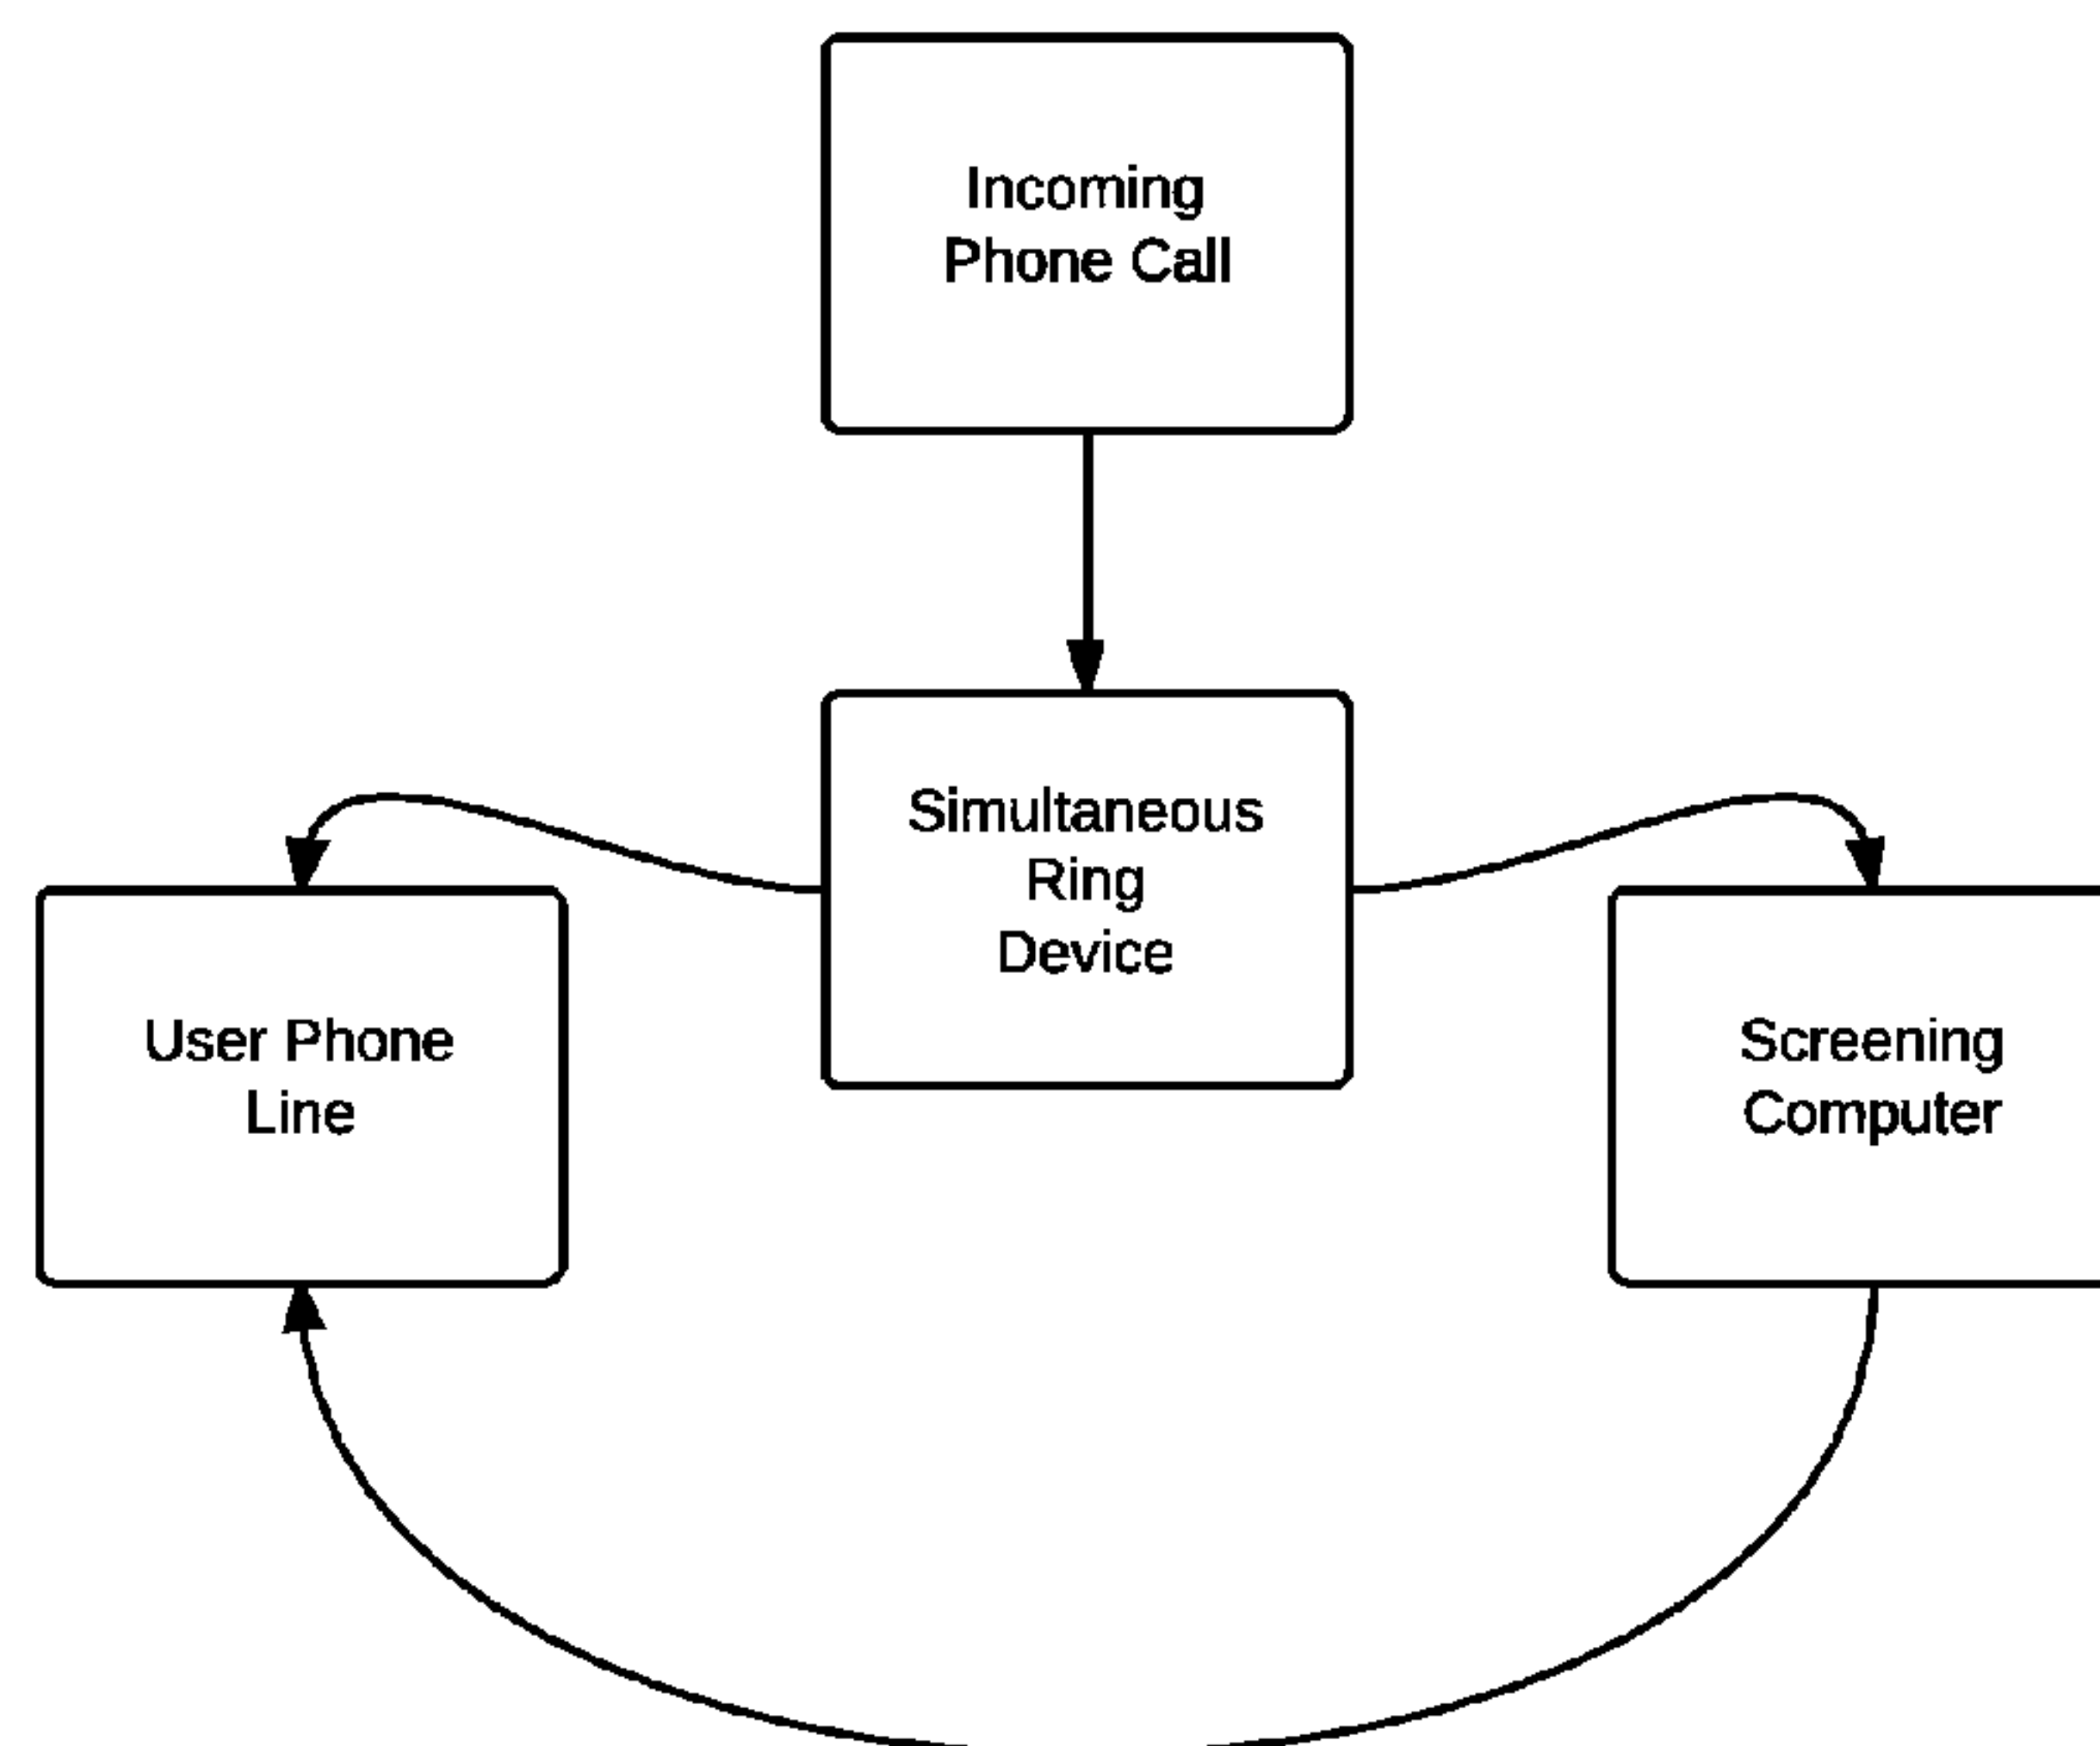 Incoming
Phone Call
Simultaneous
Ring
Device
User Phone
Line
Screening
Computer